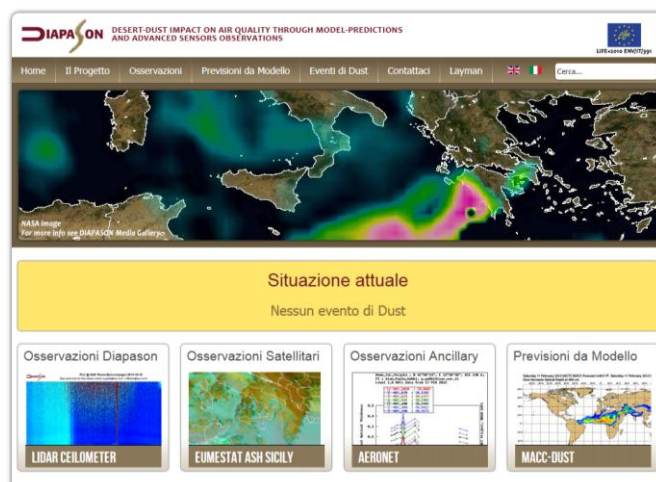 DIAPASON
DESERT-DUST IMPACT ON AIR QUALITY THROUGH MODEL-PREDICTIONS
AND ADVANCED SENSORS OBSERVATIONS
LIFE+2010 ENV/IT/391
Home Il Progetto Osservazioni Previsioni da Modello Eventi di Dust Contattaci Layman Cerca...
NASA image
For more info see DIAPASON Media Gallery
Situazione attuale
Nessun evento di Dust
Osservazioni Diapason Osservazioni Satellitari Osservazioni Ancillary Previsioni da Modello
LIDAR CEILOMETER EUMESTAT ASH SICILY AERONET MACC-DUST